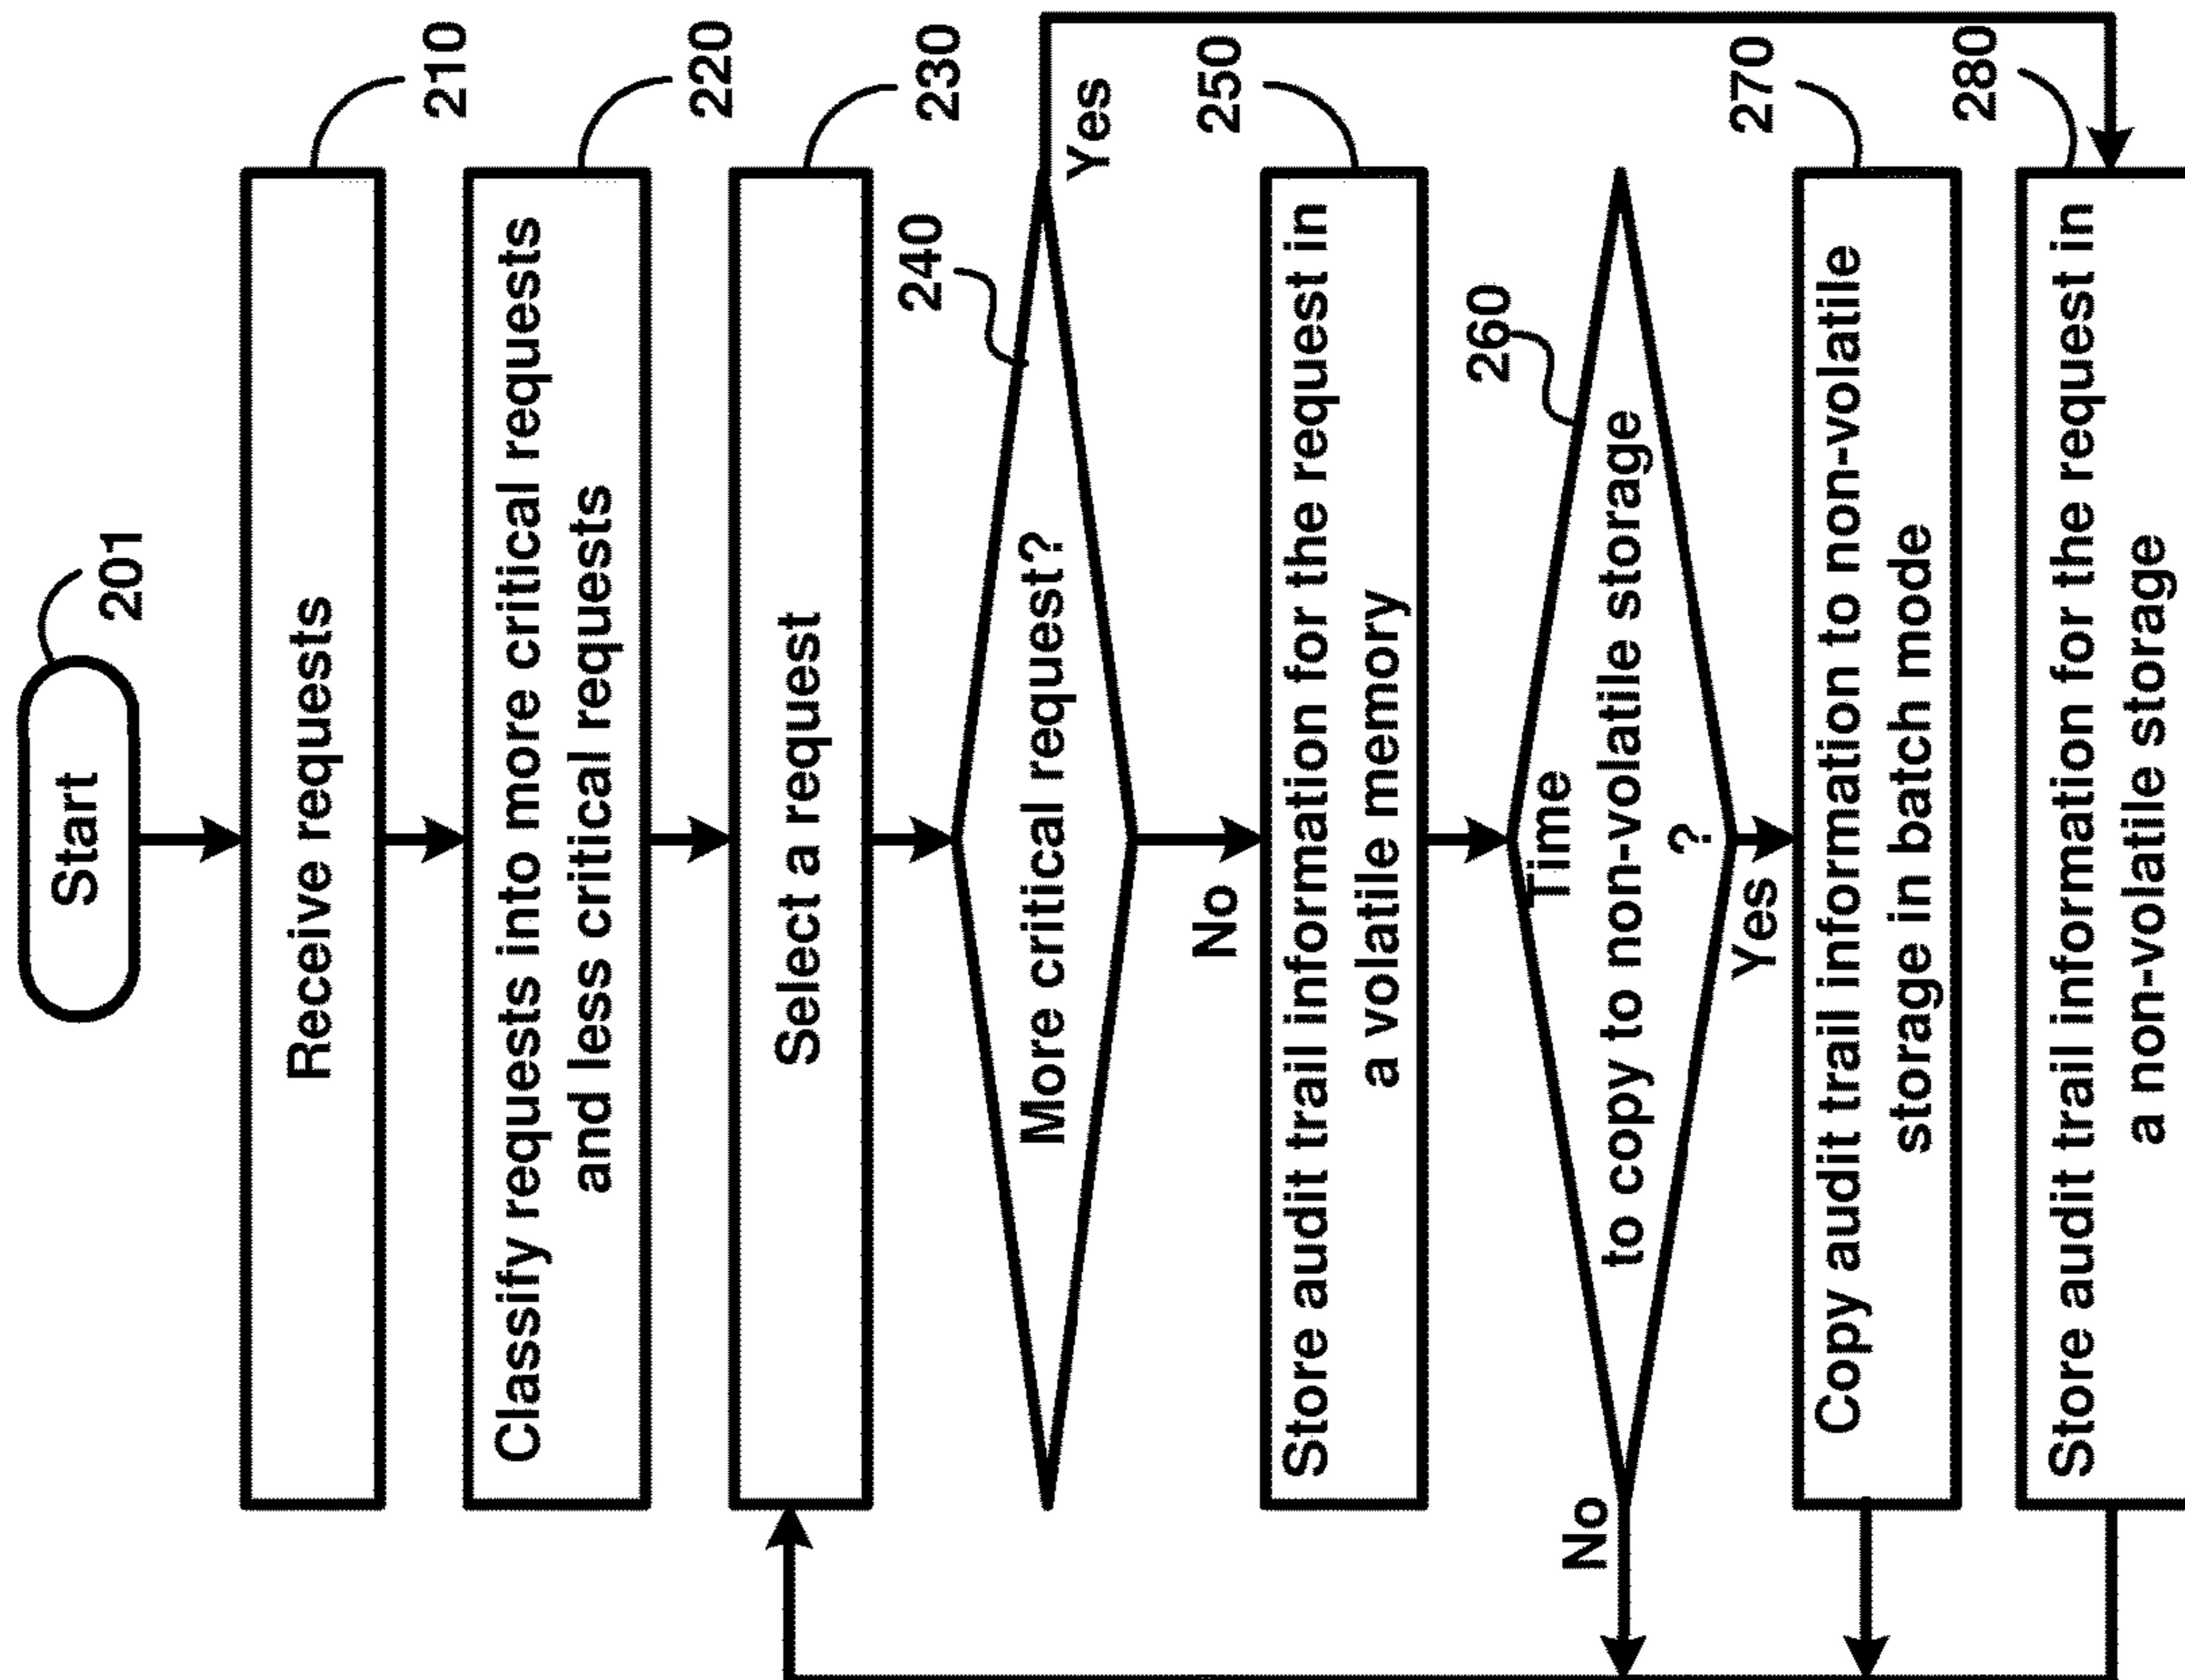 Start
201
Receive requests
210
Classify requests into more critical requests
and less critical requests
220
Select a request
230
More critical request?
240
Yes
No
Store audit trail information for the request in
a volatile memory
250
Time
to copy to non-volatile storage
?
260
No
Yes
Copy audit trail information to non-volatile
storage in batch mode
270
Store audit trail information for the request in
a non-volatile storage
280